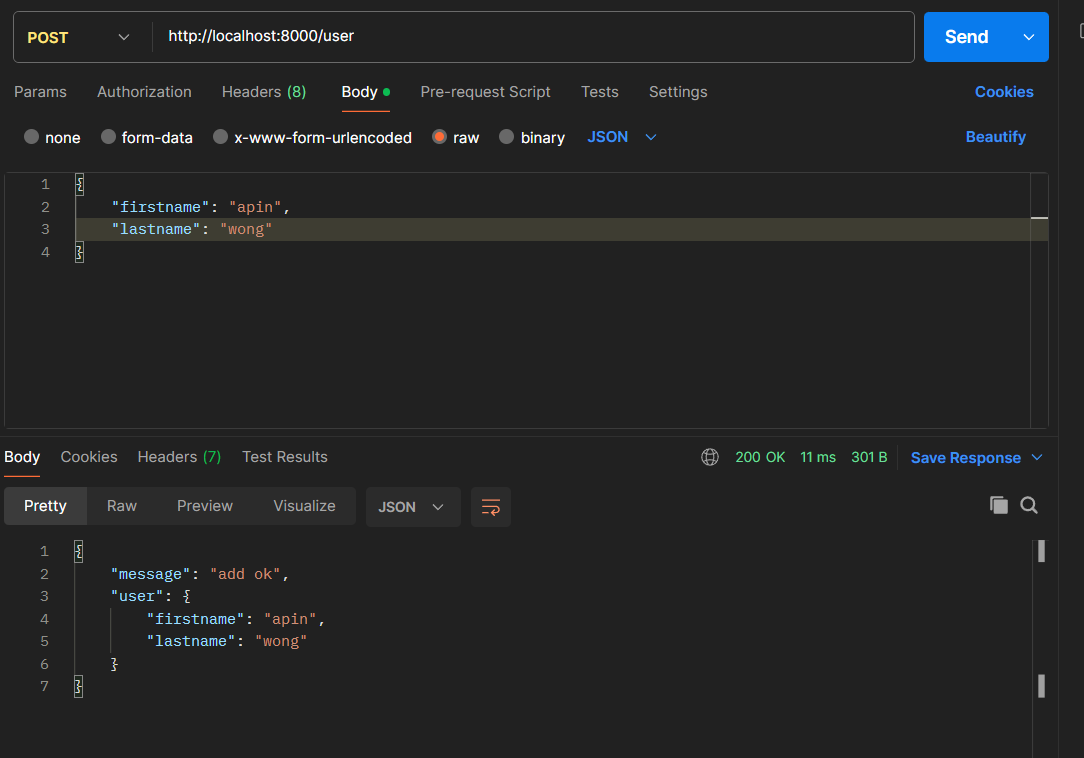 POST http://localhost:8000/user Send
Params Authorization Headers (8) Body Pre-request Script Tests Settings Cookies
none form-data x-www-form-urlencoded raw binary JSON Beautify
1 {
2 "firstname": "apin",
3 "lastname": "wong"
4 }
Body Cookies Headers (7) Test Results 200 OK 11 ms 301 B Save Response
Pretty Raw Preview Visualize JSON
1 {
2 "message": "add ok",
3 "user": {
4 "firstname": "apin",
5 "lastname": "wong"
6 }
7 }